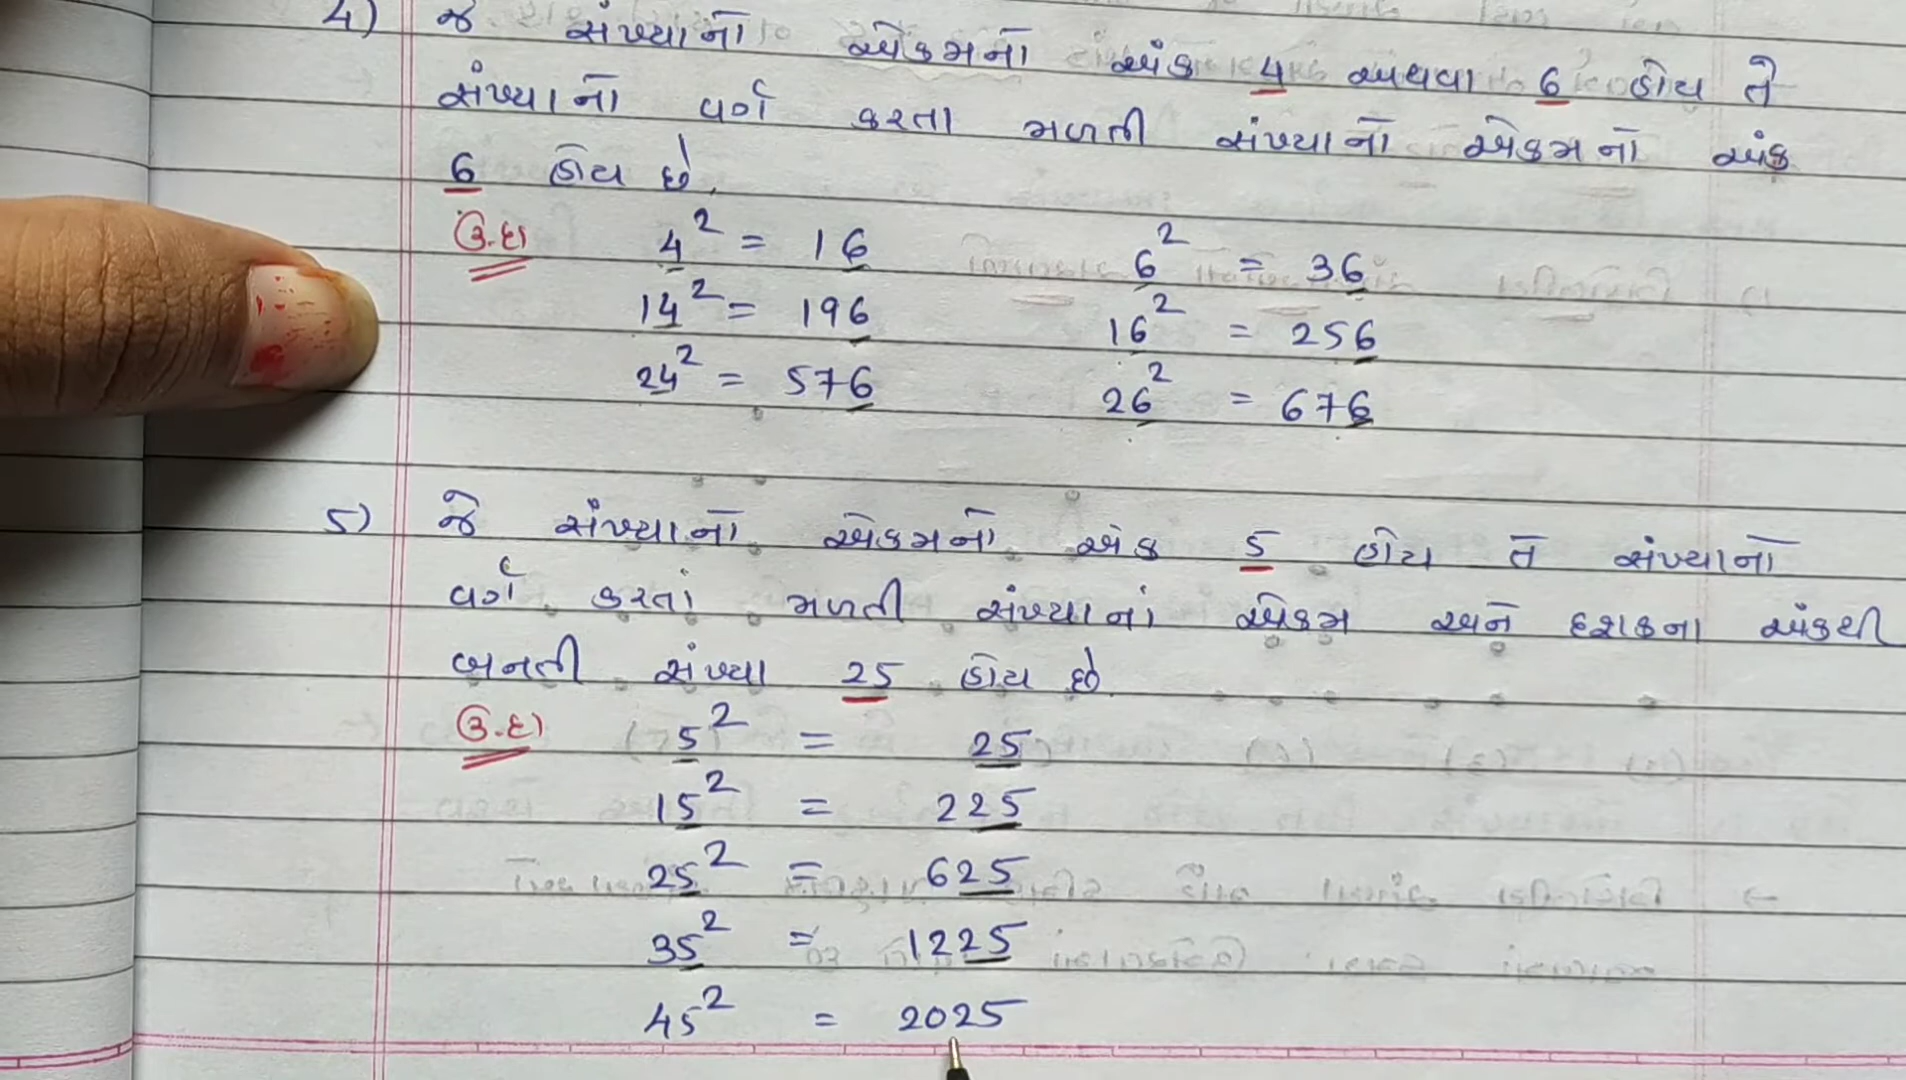 4) જે સંખ્યાનો એકમનો અંક 4 અથવા 6 હોય તે
સંખ્યાનો વર્ગ કરતા મળતી સંખ્યાનો એકમનો અંક
6 હોય છે.
ઉ.દા 4² = 16 6² = 36
14² = 196 16² = 256
24² = 576 26² = 676
5) જે સંખ્યાનો એકમનો અંક 5 હોય તે સંખ્યાનો
વર્ગ કરતાં મળતી સંખ્યાનાં એકમ અને દશકના અંકથી
બનતી સંખ્યા 25 હોય છે.
ઉ.દા 5² = 25
15² = 225
25² = 625
35² = 1225
45² = 2025